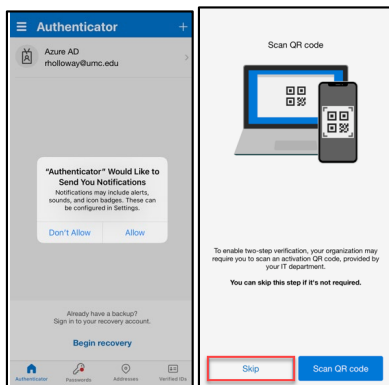 Authenticator
Azure AD
rholloway@umc.edu
"Authenticator" Would Like to
Send You Notifications
Notifications may include alerts,
sounds, and icon badges. These can
be configured in Settings.
Don't Allow
Allow
Already have a backup?
Sign in to your recovery account.
Begin recovery
Authenticator
Passwords
Addresses
Verified IDs
Scan QR code
To enable two-step verification, your organization may
require you to scan an activation QR code, provided by
your IT department.
You can skip this step if it's not required.
Skip
Scan QR code